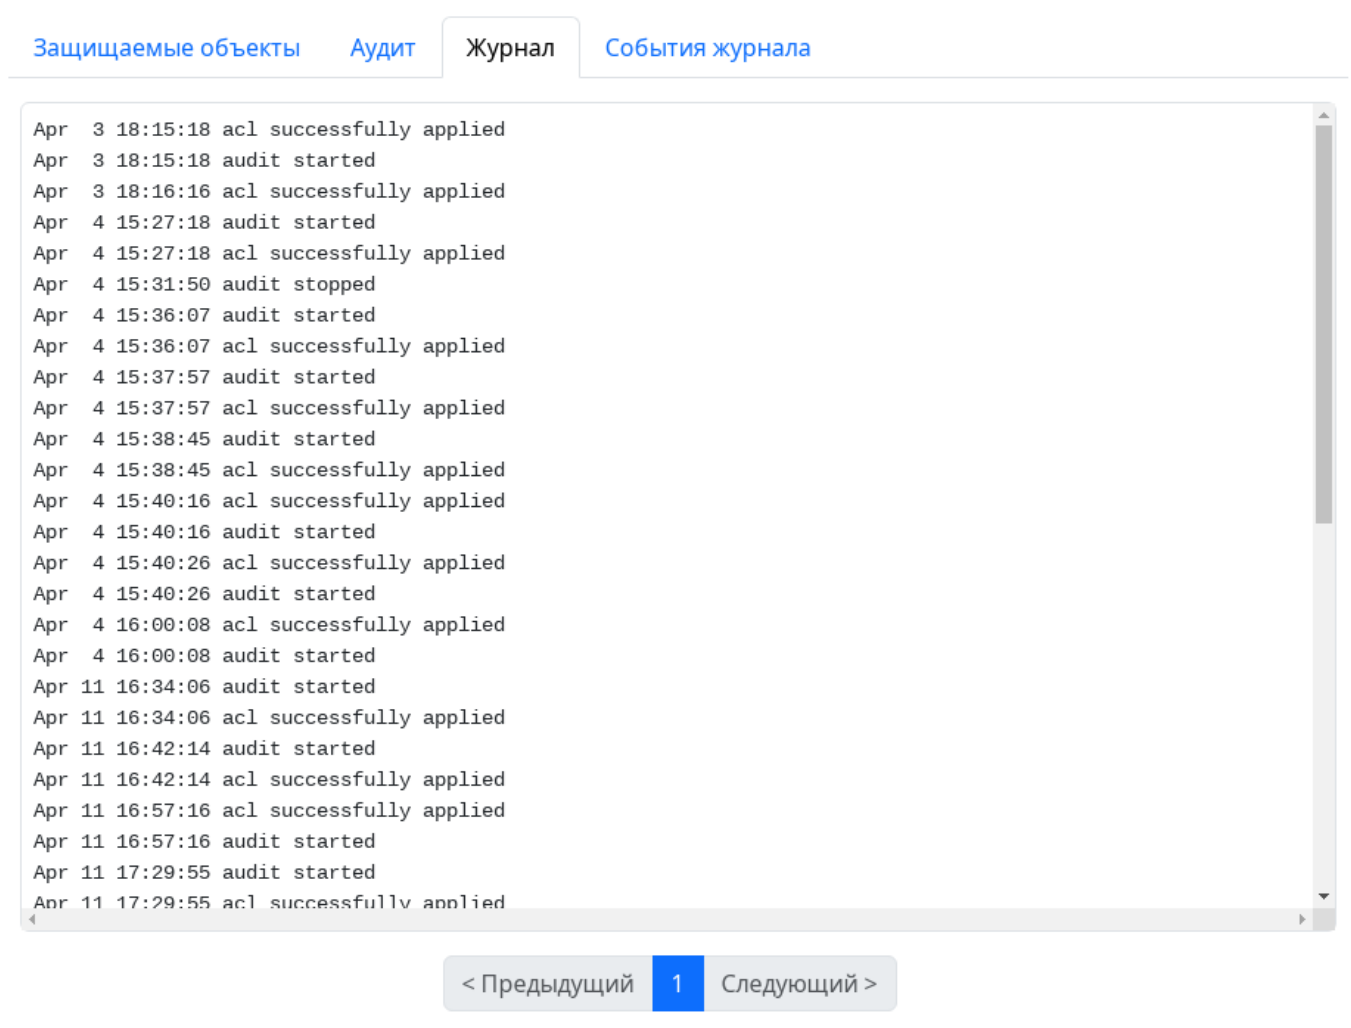 Защищаемые объекты Аудит Журнал События журнала
Apr  3 18:15:18 acl successfully applied
Apr  3 18:15:18 audit started
Apr  3 18:16:16 acl successfully applied
Apr  4 15:27:18 audit started
Apr  4 15:27:18 acl successfully applied
Apr  4 15:31:50 audit stopped
Apr  4 15:36:07 audit started
Apr  4 15:36:07 acl successfully applied
Apr  4 15:37:57 audit started
Apr  4 15:37:57 acl successfully applied
Apr  4 15:38:45 audit started
Apr  4 15:38:45 acl successfully applied
Apr  4 15:40:16 acl successfully applied
Apr  4 15:40:16 audit started
Apr  4 15:40:26 acl successfully applied
Apr  4 15:40:26 audit started
Apr  4 16:00:08 acl successfully applied
Apr  4 16:00:08 audit started
Apr 11 16:34:06 audit started
Apr 11 16:34:06 acl successfully applied
Apr 11 16:42:14 audit started
Apr 11 16:42:14 acl successfully applied
Apr 11 16:57:16 acl successfully applied
Apr 11 16:57:16 audit started
Apr 11 17:29:55 audit started
Apr 11 17:29:55 acl successfully applied
< Предыдущий 1 Следующий >